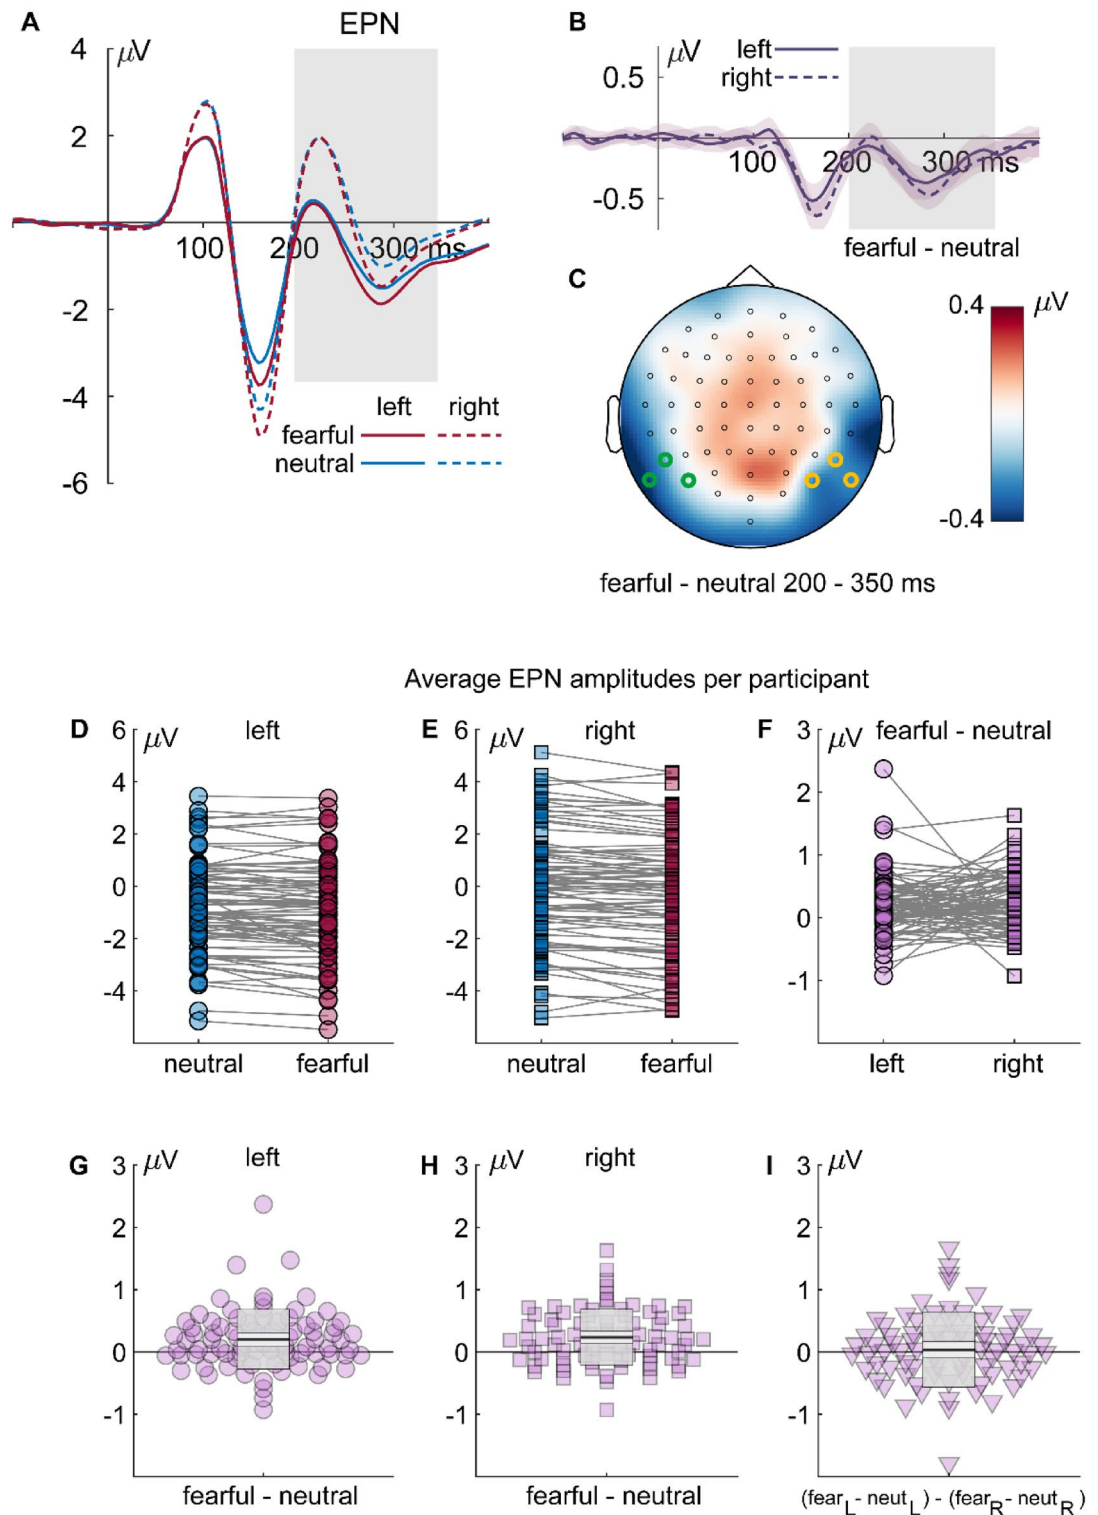 A
EPN
4
μV
2
100
200
300 ms
-2
-4
-6
left right
fearful
neutral
B
μV
left
right
0.5
100
200
300 ms
-0.5
fearful - neutral
C
0.4
μV
-0.4
fearful - neutral 200 - 350 ms
Average EPN amplitudes per participant
D
6
μV
left
4
2
0
-2
-4
neutral fearful
E
6
μV
right
4
2
0
-2
-4
neutral fearful
F
3
μV
fearful - neutral
2
1
0
-1
left right
G
3
μV
left
2
1
0
-1
fearful - neutral
H
3
μV
right
2
1
0
-1
fearful - neutral
I
3
μV
2
1
0
-1
(fearL- neutL) - (fearR- neutR)